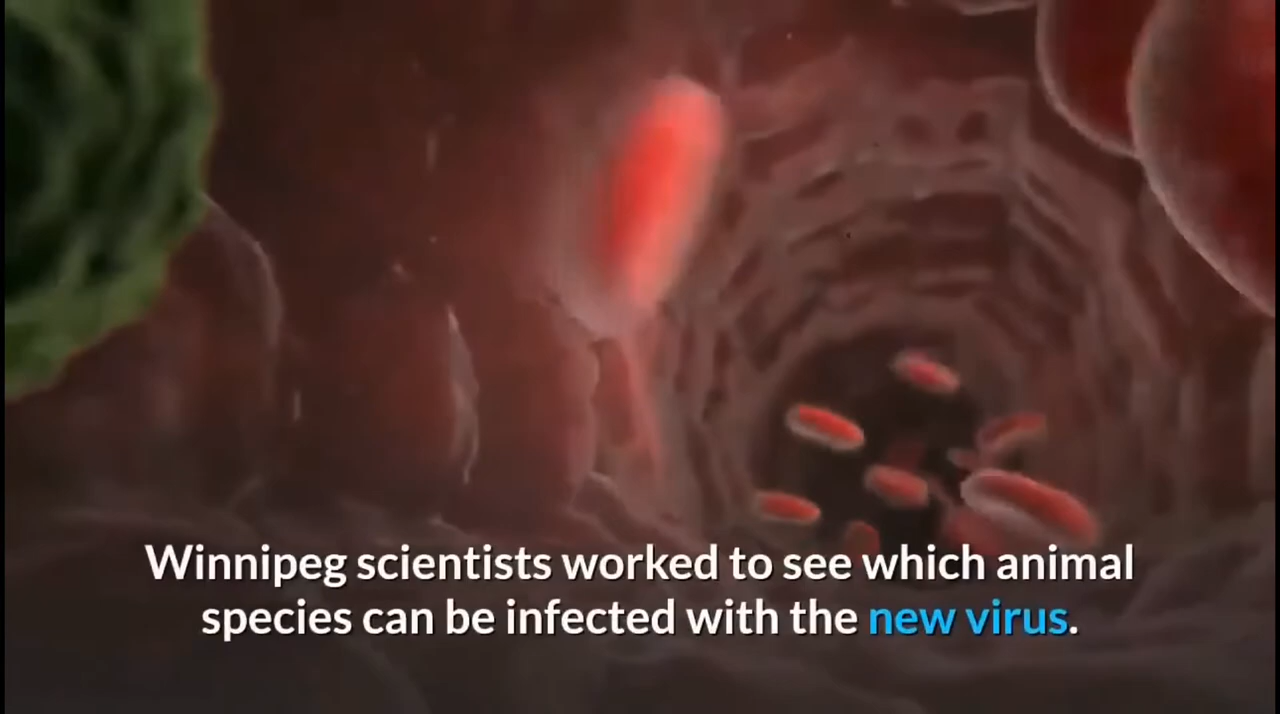 Winnipeg scientists worked to see which animal
species can be infected with the new virus.